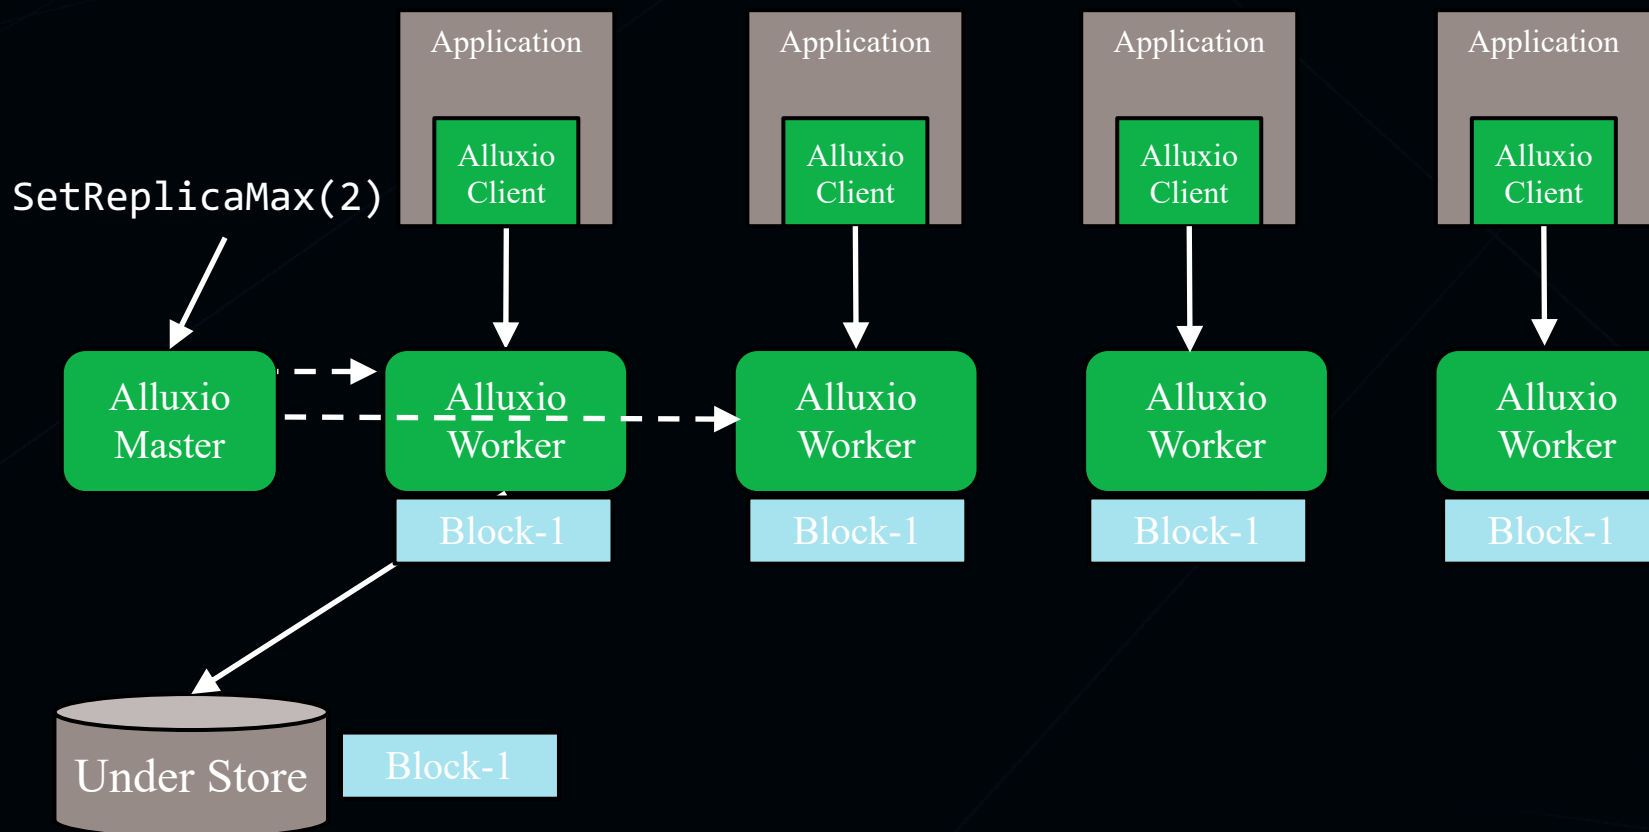 Application
Application
Application
Application
Alluxio
Client
Alluxio
Client
Alluxio
Client
Alluxio
Client
SetReplicaMax(2)
Alluxio
Master
Alluxio
Worker
Alluxio
Worker
Alluxio
Worker
Alluxio
Worker
Block-1
Block-1
Block-1
Block-1
Under Store
Block-1